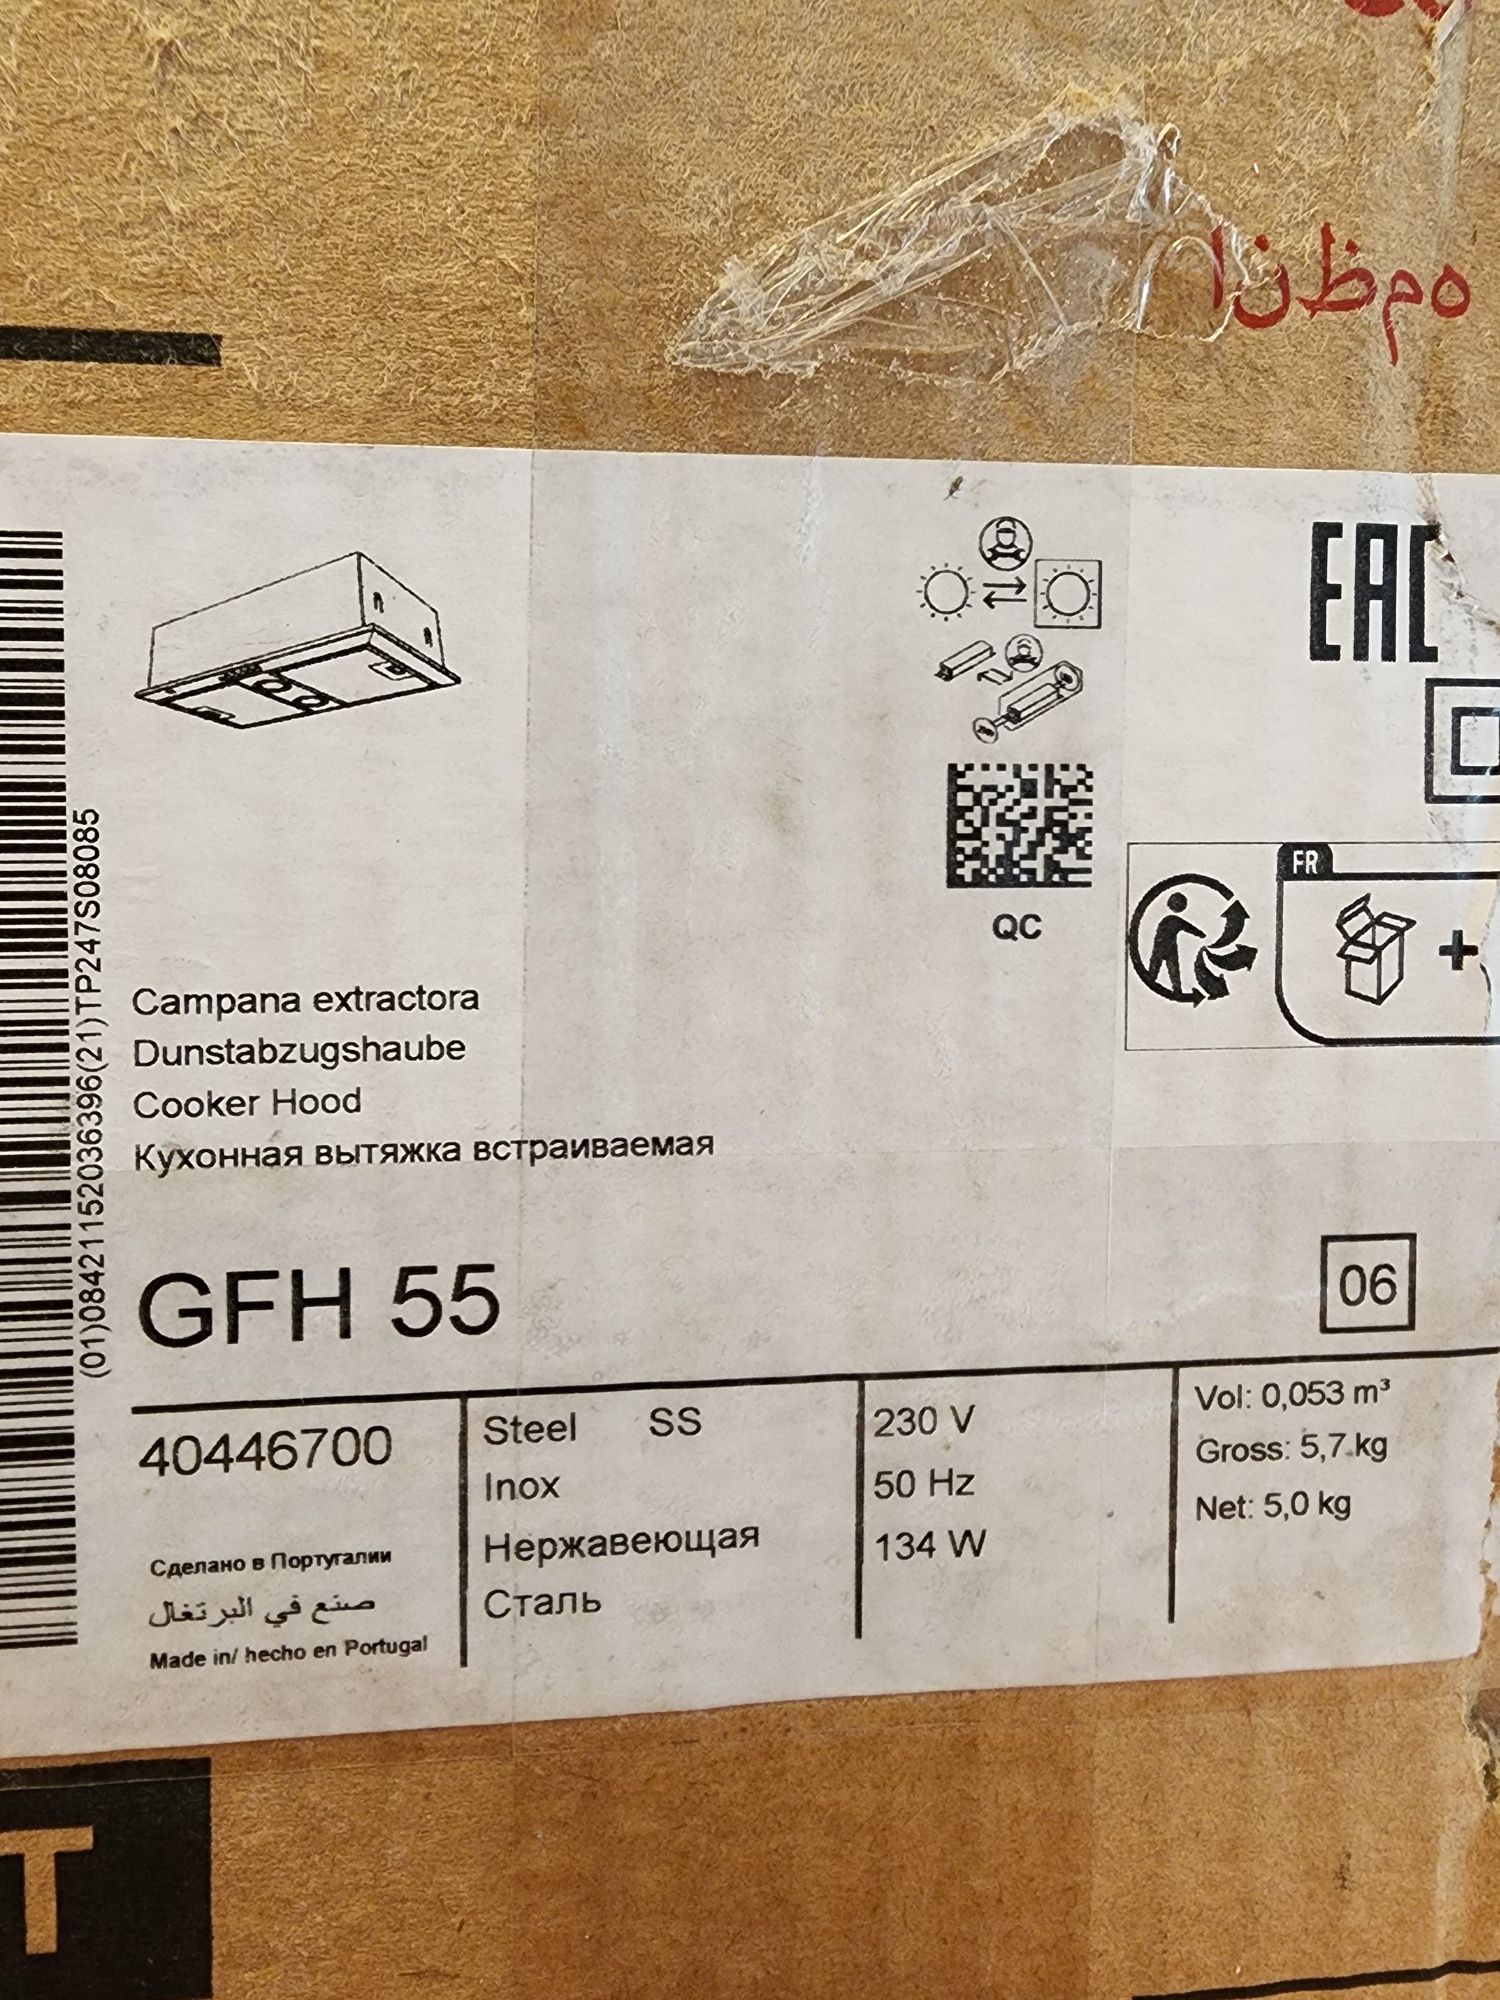 انظمه
EAC
FR
+
QC
(01)08421152036396(21)TP247S08085
Campana extractora
Dunstabzugshaube
Cooker Hood
Кухонная вытяжка встраиваемая
GFH 55
06
40446700
Сделано в Португалии
صنع في البرتغال
Made in/ hecho en Portugal
Steel SS
Inox
Нержавеющая
Сталь
230 V
50 Hz
134 W
Vol: 0,053 m³
Gross: 5,7 kg
Net: 5,0 kg
T